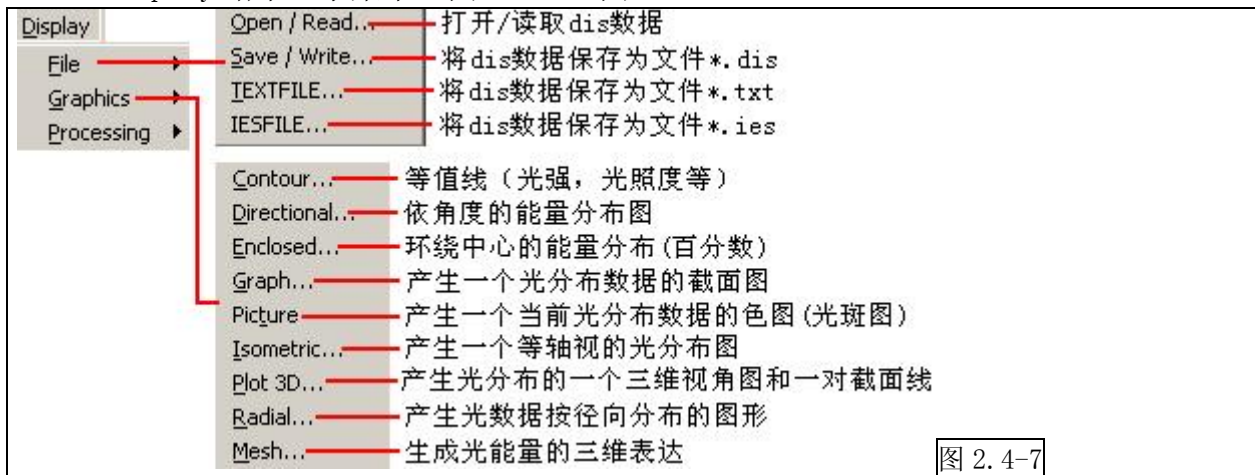 Display
File
Graphics
Processing
Open / Read... 打开/读取dis数据
Save / Write... 将dis数据保存为文件*.dis
TEXTFILE... 将dis数据保存为文件*.txt
IESFILE... 将dis数据保存为文件*.ies
Contour... 等值线（光强，光照度等）
Directional... 依角度的能量分布图
Enclosed... 环绕中心的能量分布(百分数)
Graph... 产生一个光分布数据的截面图
Picture 产生一个当前光分布数据的色图(光斑图)
Isometric... 产生一个等轴视的光分布图
Plot 3D... 产生光分布的一个三维视角图和一对截面线
Radial... 产生光数据按径向分布的图形
Mesh... 生成光能量的三维表达
图 2.4-7